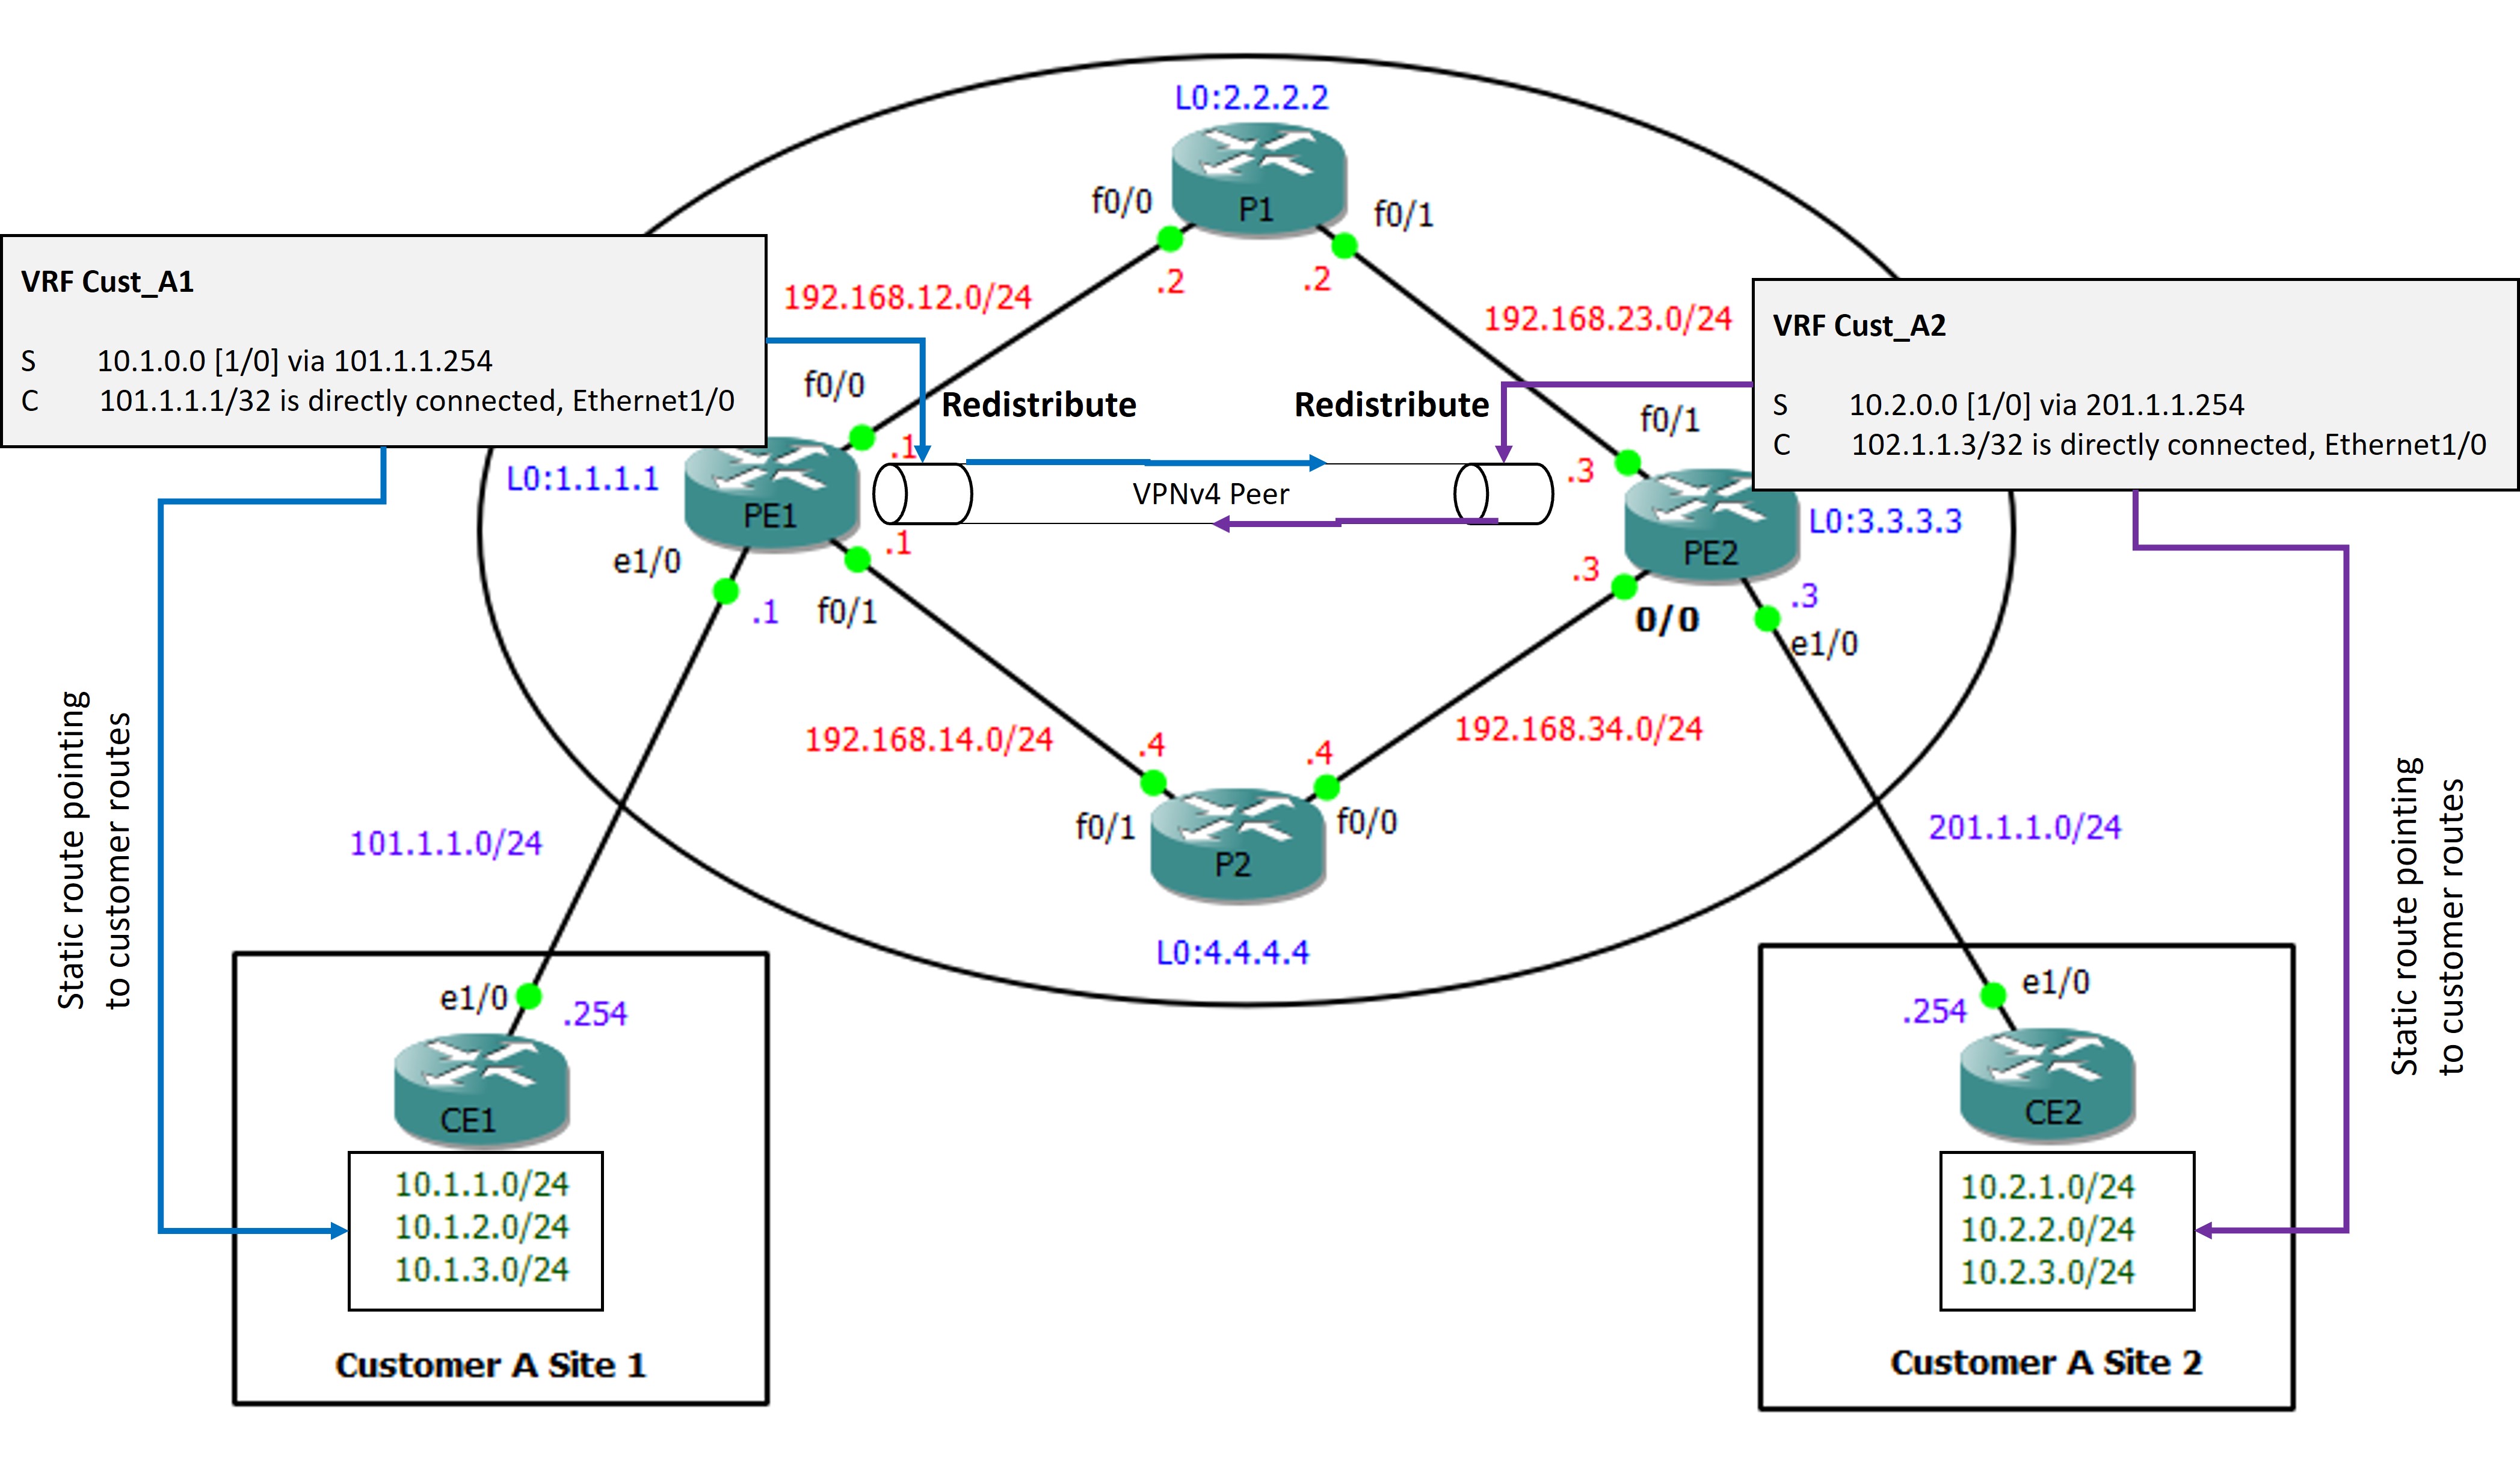 L0:2.2.2.2
f0/0
P1
f0/1
.2
.2
VRF Cust_A1
S 10.1.0.0 [1/0] via 101.1.1.254
C 101.1.1.1/32 is directly connected, Ethernet1/0
192.168.12.0/24
192.168.23.0/24
VRF Cust_A2
S 10.2.0.0 [1/0] via 201.1.1.254
C 102.1.1.3/32 is directly connected, Ethernet1/0
f0/0
Redistribute
Redistribute
f0/1
.1
L0:1.1.1.1
PE1
VPNv4 Peer
.3
PE2
L0:3.3.3.3
e1/0
.1
f0/1
.1
.3
0/0
.3
e1/0
192.168.14.0/24
.4
.4
192.168.34.0/24
f0/1
P2
f0/0
L0:4.4.4.4
101.1.1.0/24
201.1.1.0/24
Static route pointing
to customer routes
Static route pointing
to customer routes
e1/0
.254
CE1
10.1.1.0/24
10.1.2.0/24
10.1.3.0/24
Customer A Site 1
e1/0
.254
CE2
10.2.1.0/24
10.2.2.0/24
10.2.3.0/24
Customer A Site 2